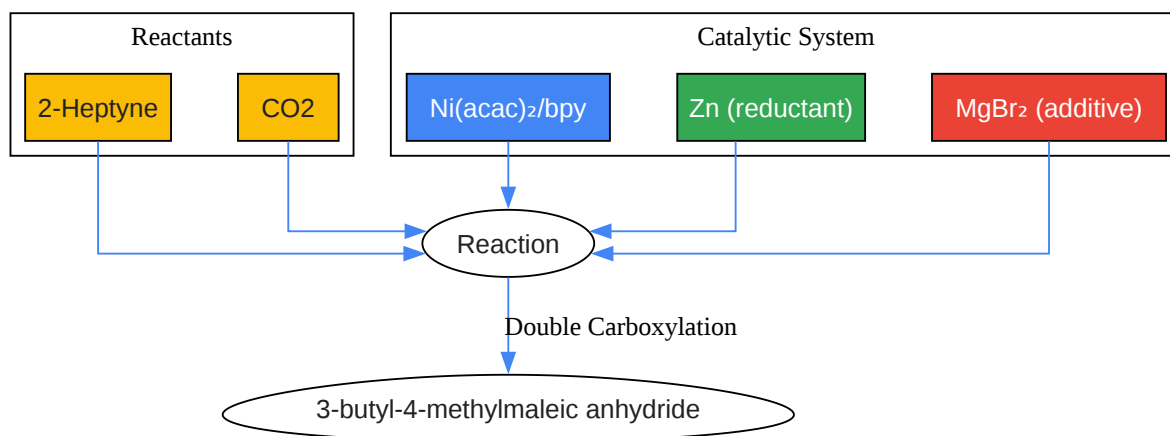 Reactants
Catalytic System
2-Heptyne
CO2
Ni(acac)₂/bpy
Zn (reductant)
MgBr₂ (additive)
Reaction
Double Carboxylation
3-butyl-4-methylmaleic anhydride